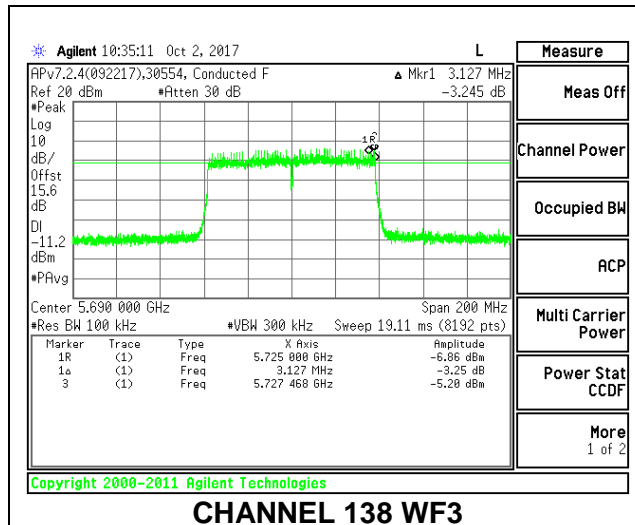 Agilent 10:35:11 Oct 2, 2017 L
APv7.2.4(092217),30554, Conducted F
Δ Mkr1 3.127 MHz
Ref 20 dBm #Atten 30 dB -3.245 dB
#Peak
Log
10
dB/
Offst
15.6
dB
DI
-11.2
dBm
#PAvg
1R
Center 5.690 000 GHz Span 200 MHz
#Res BW 100 kHz #VBW 300 kHz Sweep 19.11 ms (8192 pts)
Marker Trace Type X Axis Amplitude
1R (1) Freq 5.725 000 GHz -6.86 dBm
1Δ (1) Freq 3.127 MHz -3.25 dB
3 (1) Freq 5.727 468 GHz -5.20 dBm
Measure
Meas Off
Channel Power
Occupied BW
ACP
Multi Carrier
Power
Power Stat
CCDF
More
1 of 2
Copyright 2000-2011 Agilent Technologies
CHANNEL 138 WF3